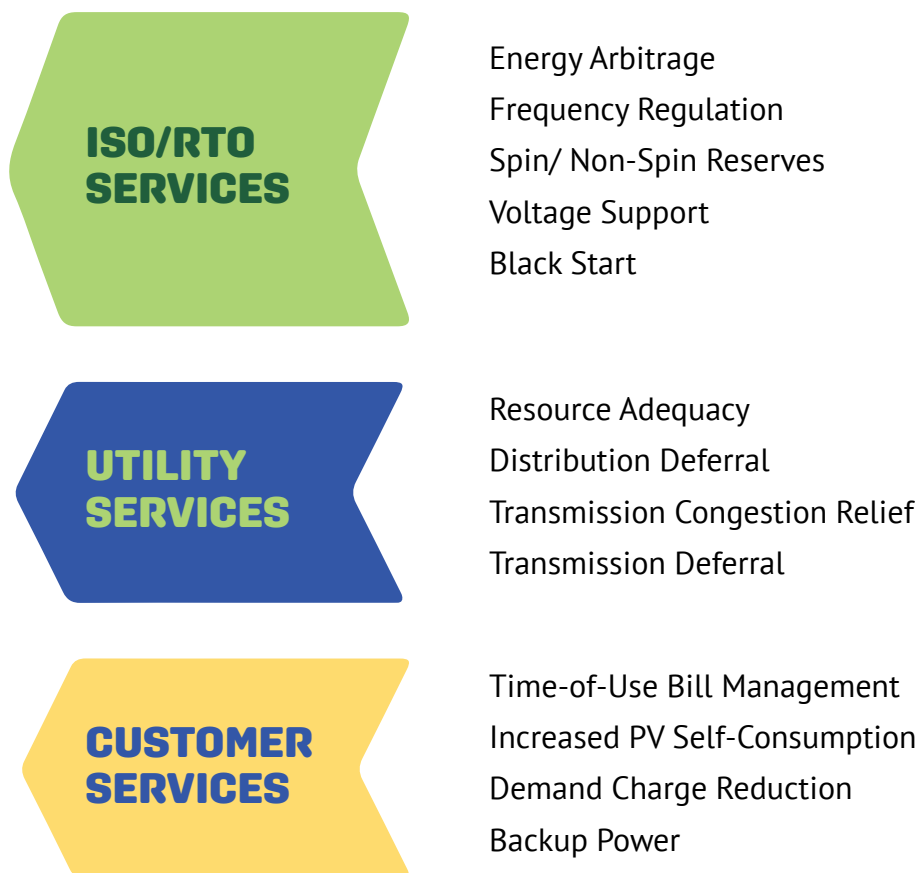 ISO/RTO
SERVICES
Energy Arbitrage
Frequency Regulation
Spin/ Non-Spin Reserves
Voltage Support
Black Start
UTILITY
SERVICES
Resource Adequacy
Distribution Deferral
Transmission Congestion Relief
Transmission Deferral
CUSTOMER
SERVICES
Time-of-Use Bill Management
Increased PV Self-Consumption
Demand Charge Reduction
Backup Power